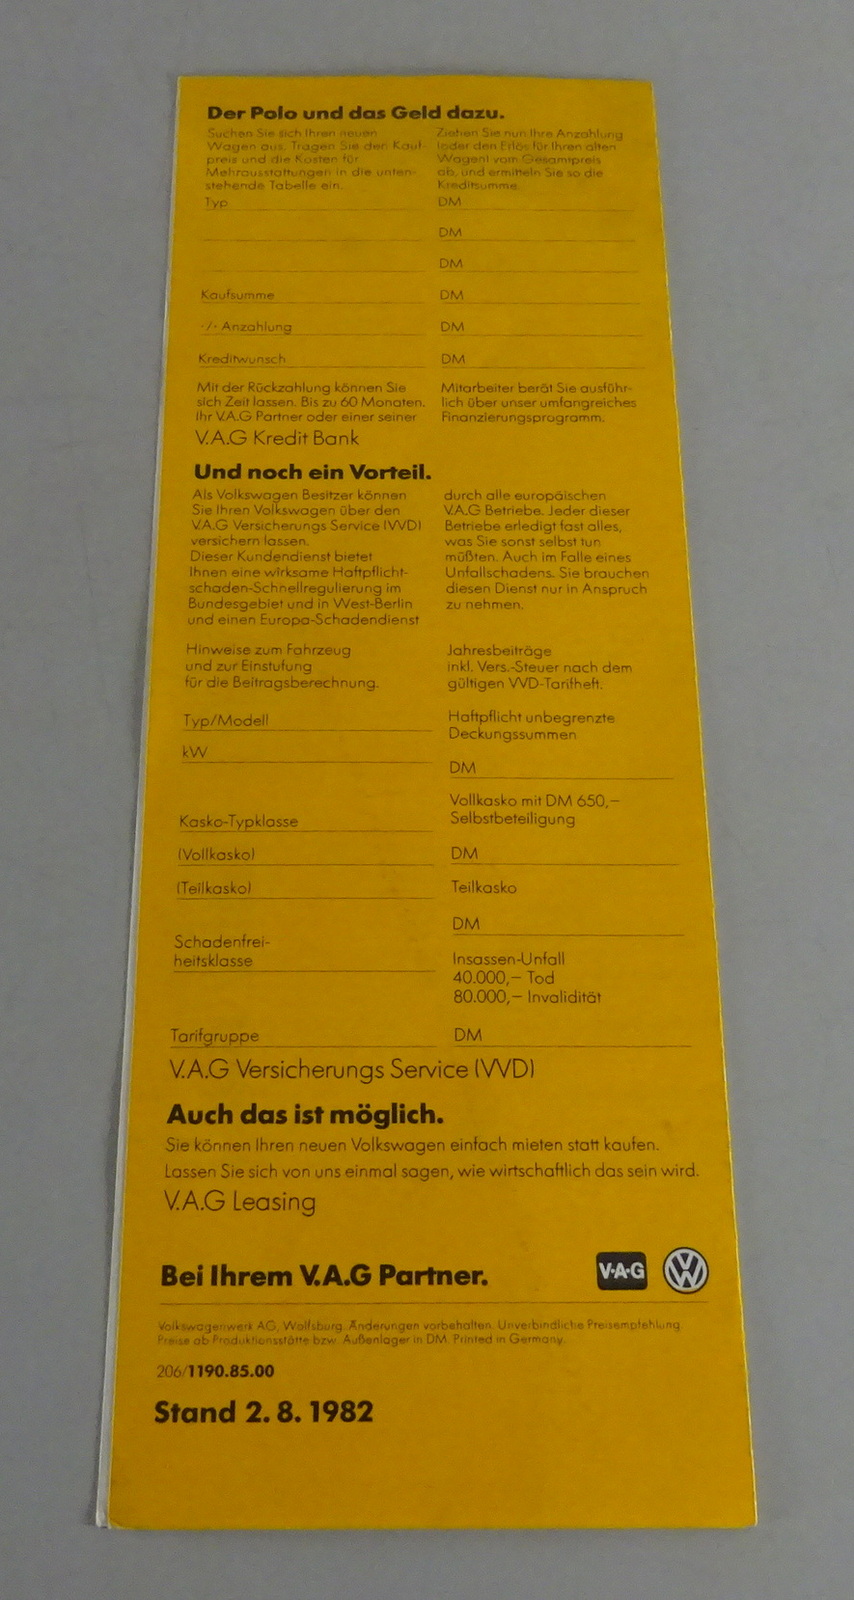 Der Polo und das Geld dazu.
Suchen Sie sich Ihren neuen
Wagen aus. Tragen Sie den Kauf-
preis und die Kosten für
Mehrausstattungen in die unten-
stehende Tabelle ein.
Ziehen Sie nun Ihre Anzahlung
(oder den Erlös für Ihren alten
Wagen) vom Gesamtpreis
ab, und ermitteln Sie so die
Kreditsumme.
Typ DM
DM
DM
Kaufsumme DM
·/· Anzahlung DM
Kreditwunsch DM
Mit der Rückzahlung können Sie
sich Zeit lassen. Bis zu 60 Monaten.
Ihr V.A.G Partner oder einer seiner
Mitarbeiter berät Sie ausführ-
lich über unser umfangreiches
Finanzierungsprogramm.
V.A.G Kredit Bank
Und noch ein Vorteil.
Als Volkswagen Besitzer können
Sie Ihren Volkswagen über den
V.A.G Versicherungs Service (VVD)
versichern lassen.
Dieser Kundendienst bietet
Ihnen eine wirksame Haftpflicht-
schaden-Schnellregulierung im
Bundesgebiet und in West-Berlin
und einen Europa-Schadendienst
durch alle europäischen
V.A.G Betriebe. Jeder dieser
Betriebe erledigt fast alles,
was Sie sonst selbst tun
müßten. Auch im Falle eines
Unfallschadens. Sie brauchen
diesen Dienst nur in Anspruch
zu nehmen.
Hinweise zum Fahrzeug
und zur Einstufung
für die Beitragsberechnung.
Jahresbeiträge
inkl. Vers.-Steuer nach dem
gültigen VVD-Tarifheft.
Typ/Modell
kW
Kasko-Typklasse
(Vollkasko)
(Teilkasko)
Schadenfrei-
heitsklasse
Tarifgruppe
Haftpflicht unbegrenzte
Deckungssummen
DM
Vollkasko mit DM 650,–
Selbstbeteiligung
DM
Teilkasko
DM
Insassen-Unfall
40.000,– Tod
80.000,– Invalidität
DM
V.A.G Versicherungs Service (VVD)
Auch das ist möglich.
Sie können Ihren neuen Volkswagen einfach mieten statt kaufen.
Lassen Sie sich von uns einmal sagen, wie wirtschaftlich das sein wird.
V.A.G Leasing
Bei Ihrem V.A.G Partner.
V·A·G
VW
Volkswagenwerk AG, Wolfsburg. Änderungen vorbehalten. Unverbindliche Preisempfehlung.
Preise ab Produktionsstätte bzw. Außenlager in DM. Printed in Germany.
206/1190.85.00
Stand 2. 8. 1982